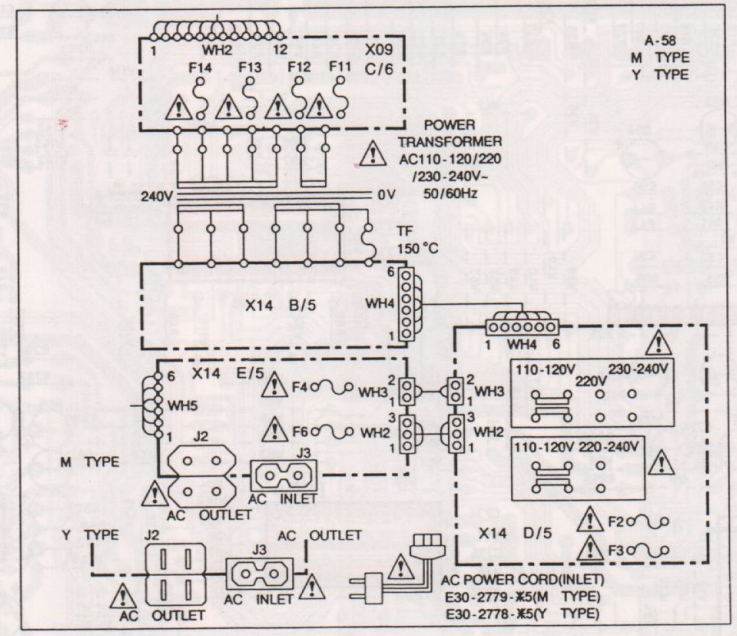 1 WH2 12 X09
C/6
F14 F13 F12 F11
A-58
M TYPE
Y TYPE
POWER
TRANSFORMER
AC110-120/220
/230-240V~
50/60Hz
240V 0V
TF
150°C
X14 B/5
6
WH4
1
1 WH4 6
X14 E/5
6
WH5
1
F4
2 WH3 1
2 WH3 1
F6
3 WH2 1
3 WH2 1
110-120V 230-240V
220V
110-120V 220-240V
J2
J3
M TYPE
AC INLET
AC OUTLET
X14 D/5
F2
F3
Y TYPE J2 AC OUTLET
J3
AC INLET
AC OUTLET
AC POWER CORD(INLET)
E30-2779-Ж5(M TYPE)
E30-2778-Ж5(Y TYPE)